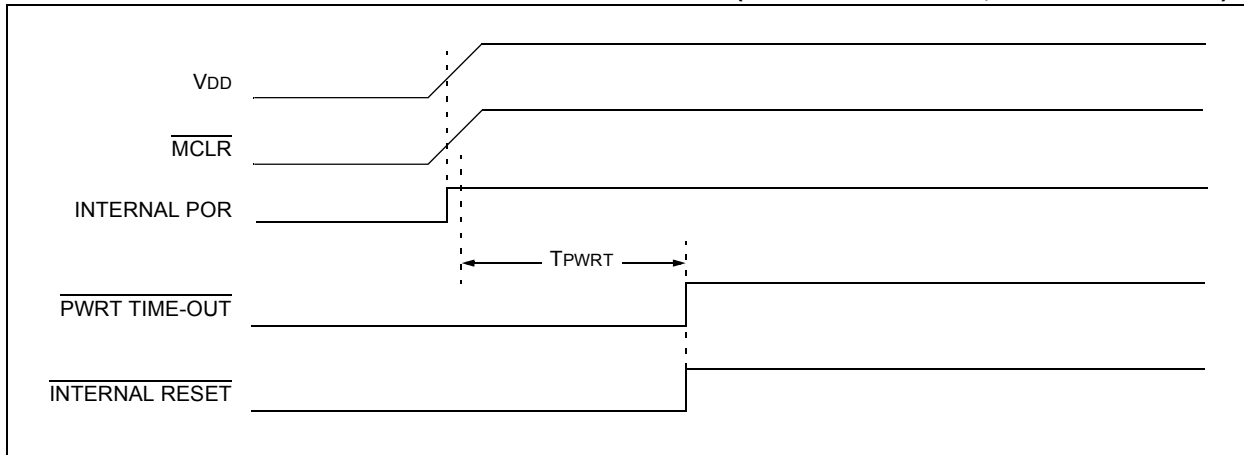 VDD
MCLR
INTERNAL POR
TPWRT
PWRT TIME-OUT
INTERNAL RESET